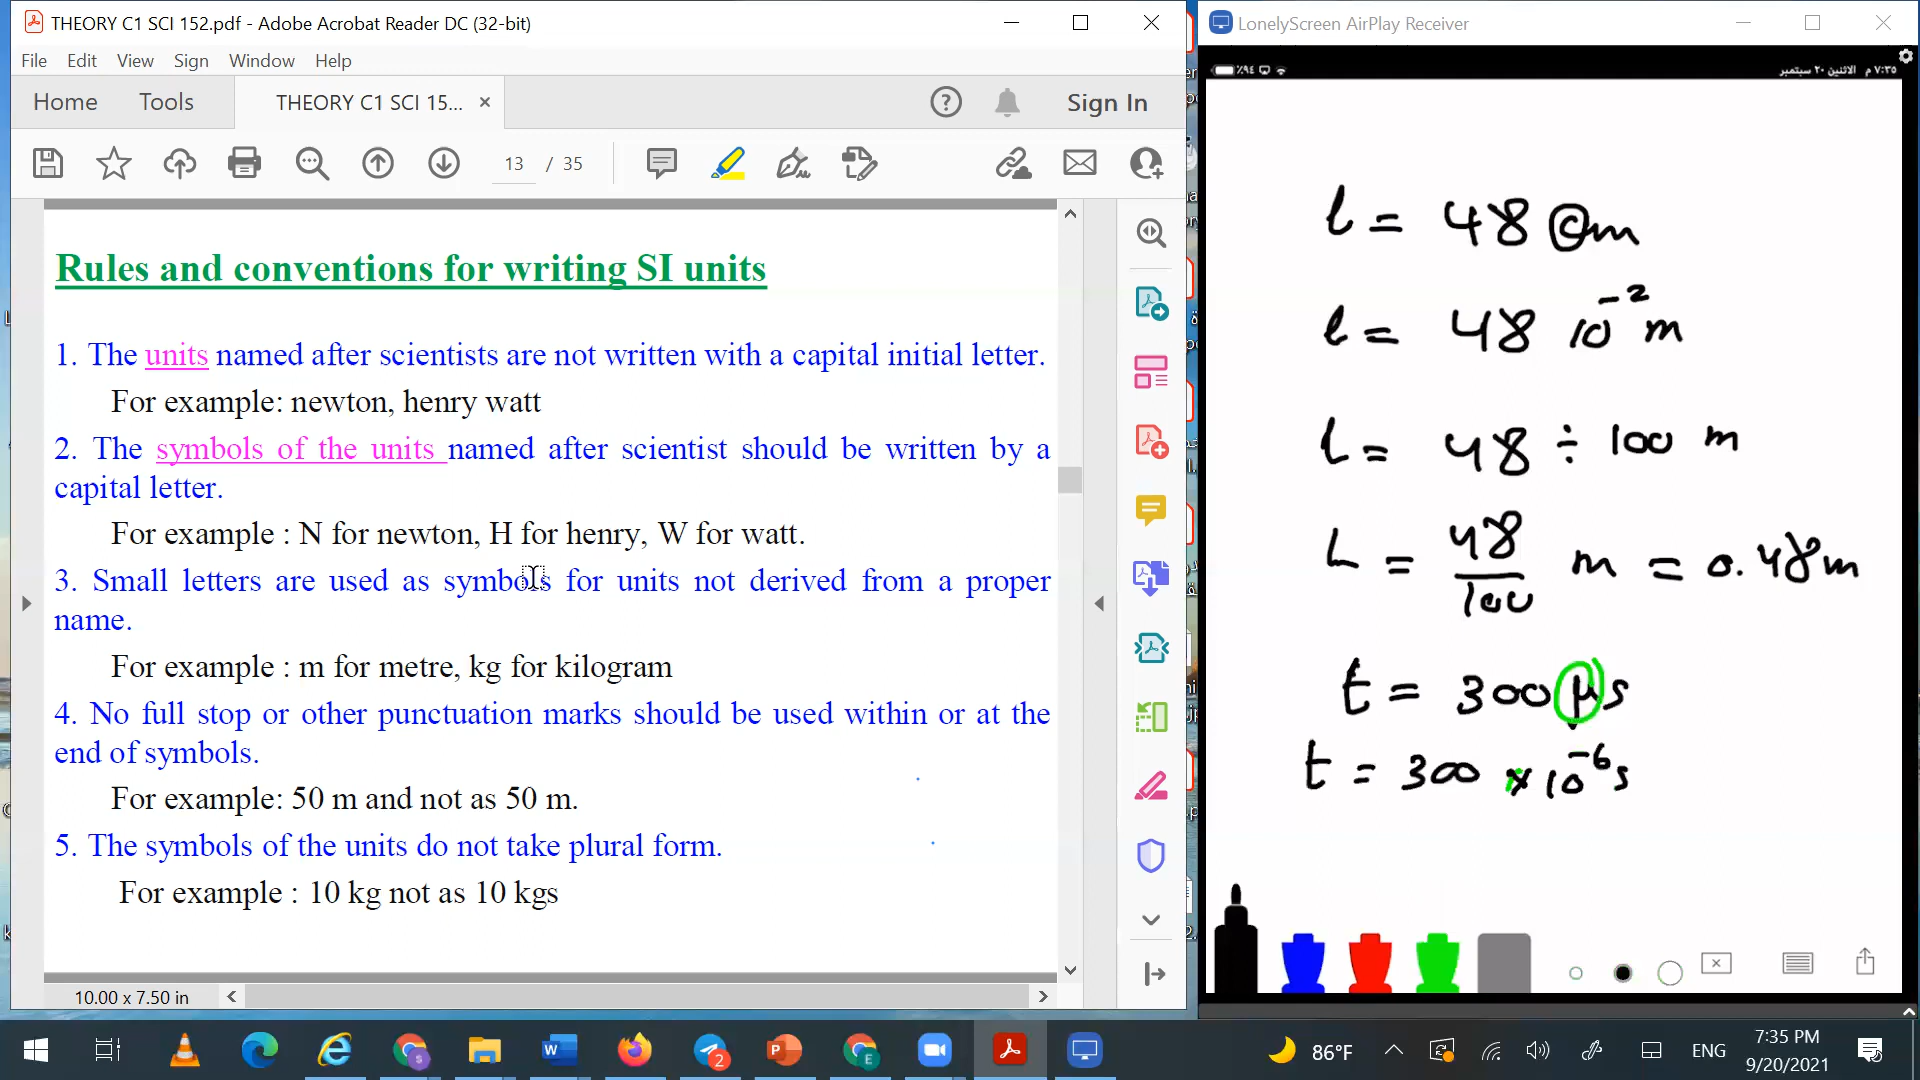 THEORY C1 SCI 152.pdf - Adobe Acrobat Reader DC (32-bit)
File Edit View Sign Window Help
Home Tools THEORY C1 SCI 15... × Sign In
13 / 35
Rules and conventions for writing SI units
1. The units named after scientists are not written with a capital initial letter.
For example: newton, henry watt
2. The symbols of the units named after scientist should be written by a
capital letter.
For example : N for newton, H for henry, W for watt.
3. Small letters are used as symbols for units not derived from a proper
name.
For example : m for metre, kg for kilogram
4. No full stop or other punctuation marks should be used within or at the
end of symbols.
For example: 50 m and not as 50 m.
5. The symbols of the units do not take plural form.
For example : 10 kg not as 10 kgs
10.00 x 7.50 in
LonelyScreen AirPlay Receiver
٧:٣٥ م الاثنين ٢٠ سبتمبر
٪٩٤
l = 48 cm
l = 48 10⁻² m
l = 48 ÷ 100 m
L = 48/100 m = 0.48m
t = 300 µs
t = 300 × 10⁻⁶ s
86°F ENG 7:35 PM
9/20/2021